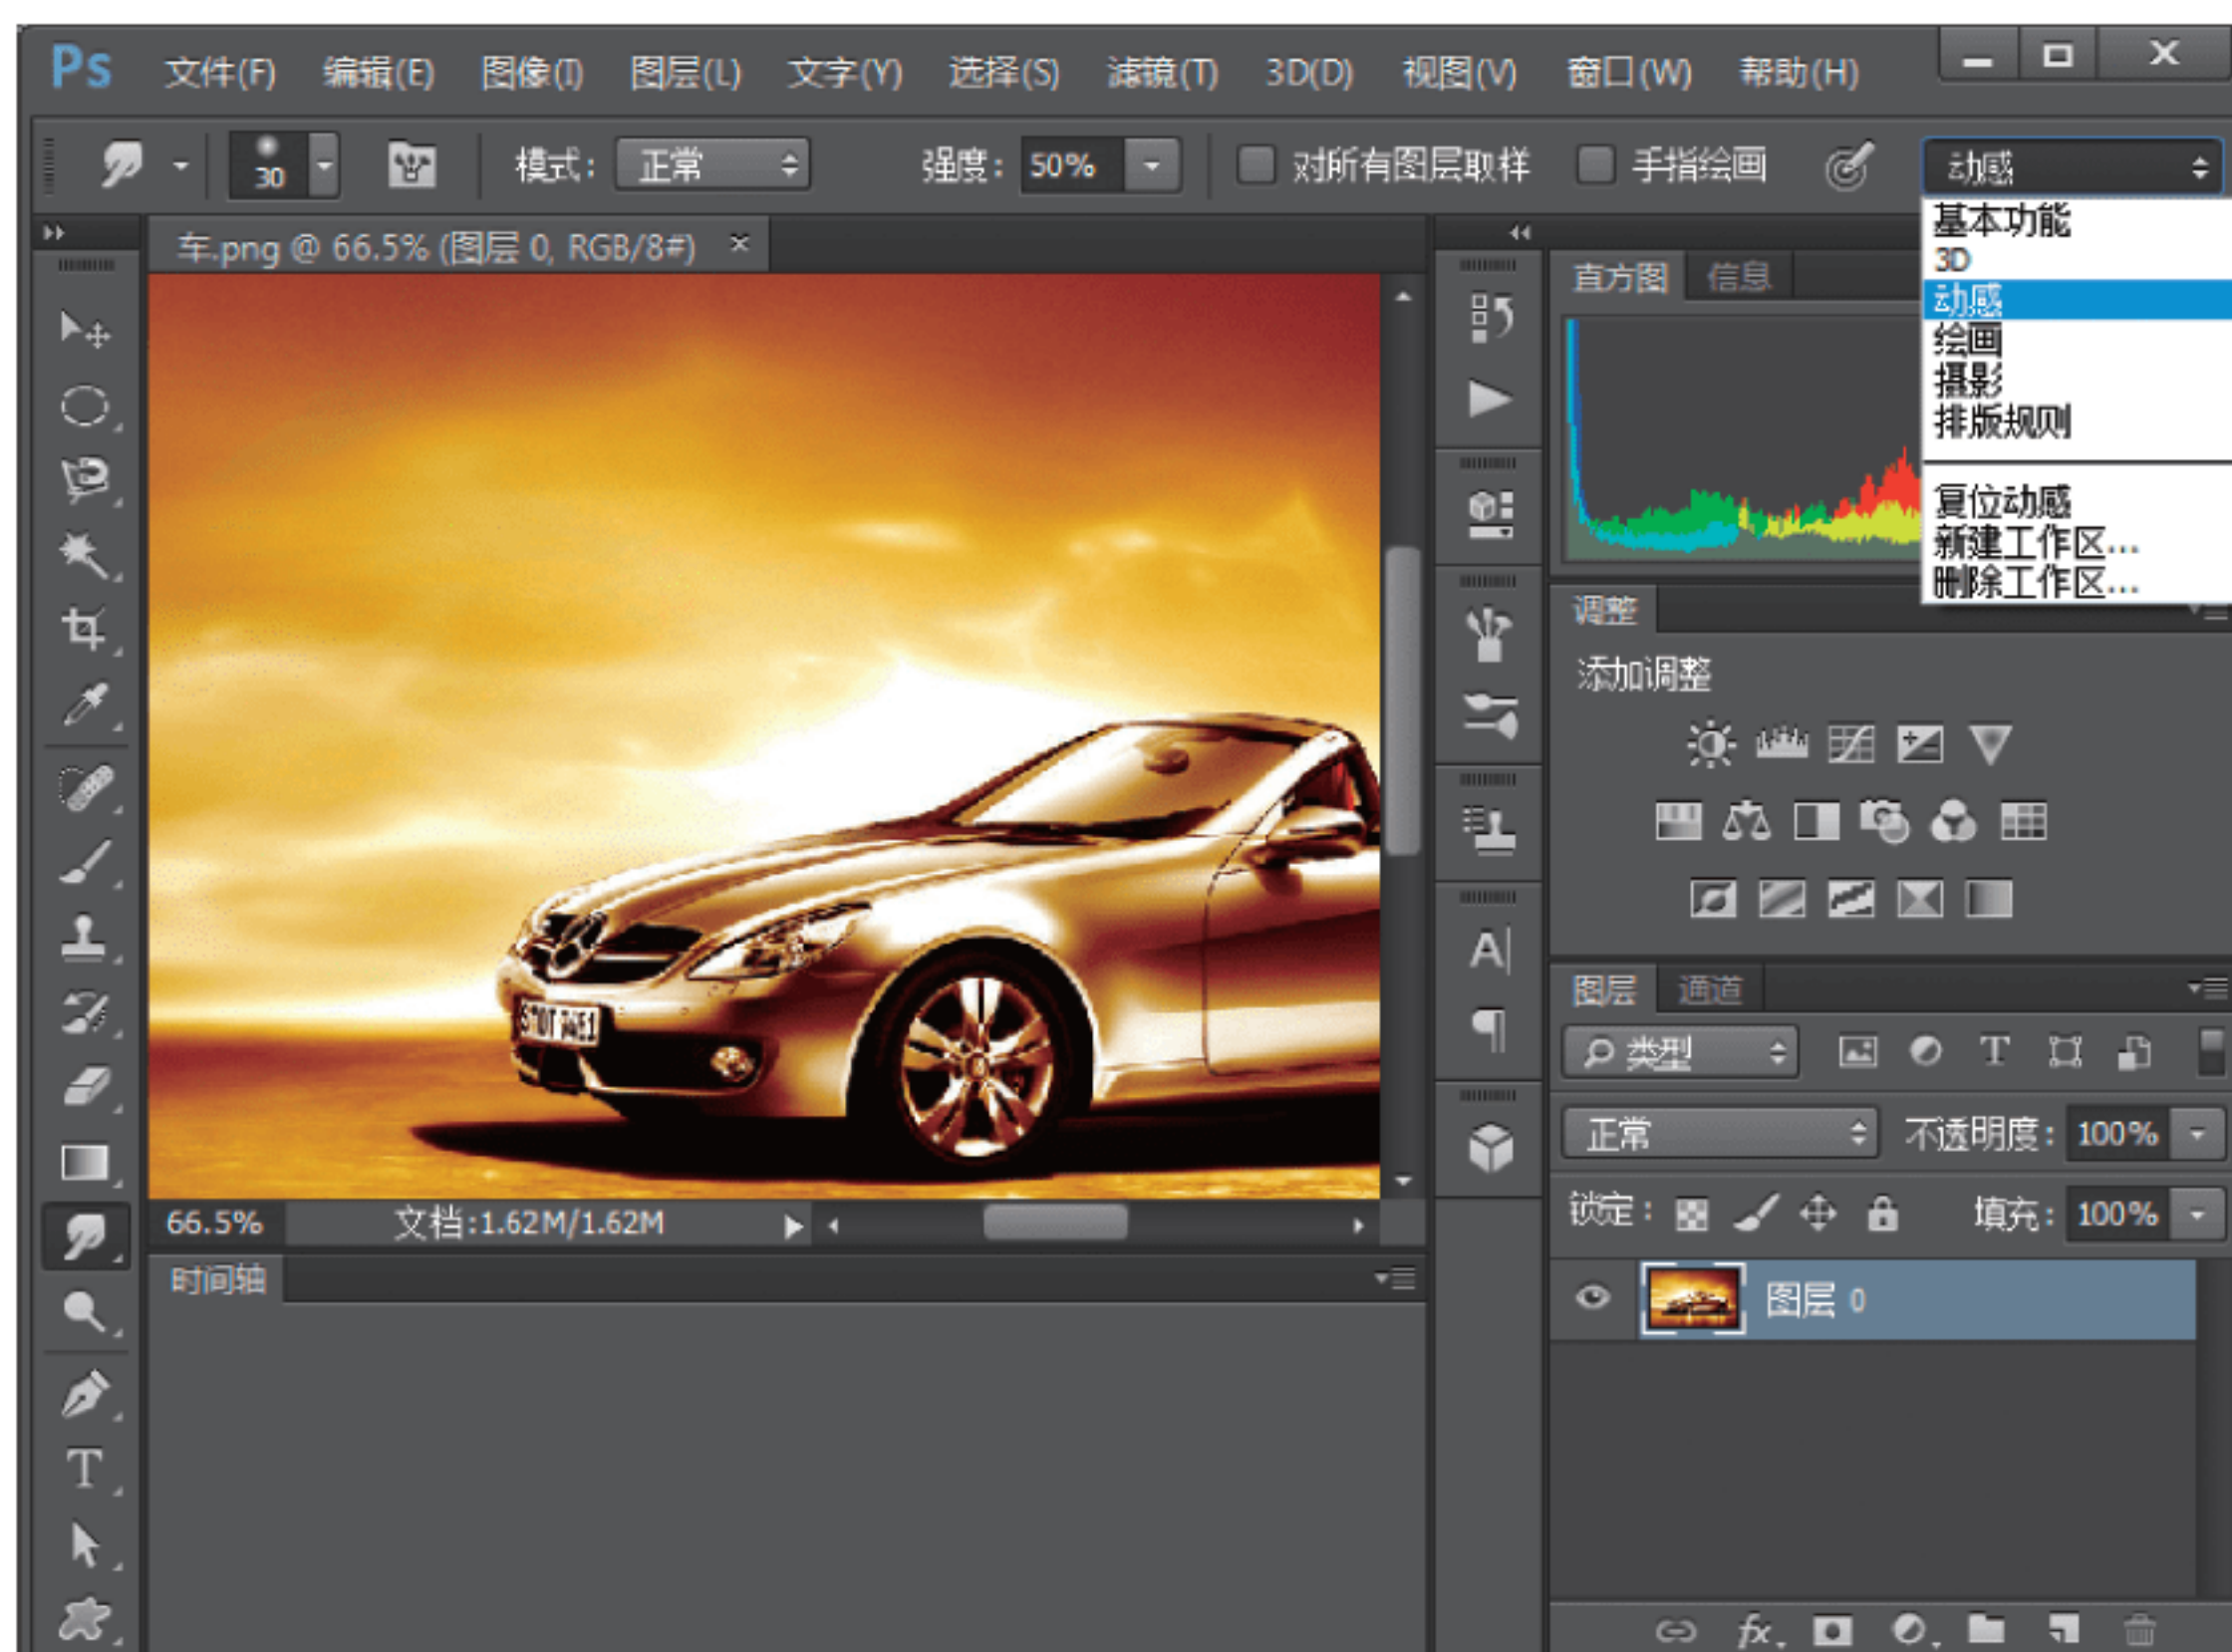 Ps 文件(F) 编辑(E) 图像(I) 图层(L) 文字(Y) 选择(S) 滤镜(T) 3D(D) 视图(V) 窗口(W) 帮助(H)
30 模式: 正常 强度: 50% 对所有图层取样 手指绘画 动感
基本功能
3D
动感
绘画
摄影
排版规则
复位动感
新建工作区...
删除工作区...
车.png @ 66.5% (图层 0, RGB/8#) ×
直方图 信息
调整
添加调整
图层 通道
类型
正常 不透明度: 100%
锁定: 填充: 100%
图层 0
fx
66.5% 文档:1.62M/1.62M
时间轴